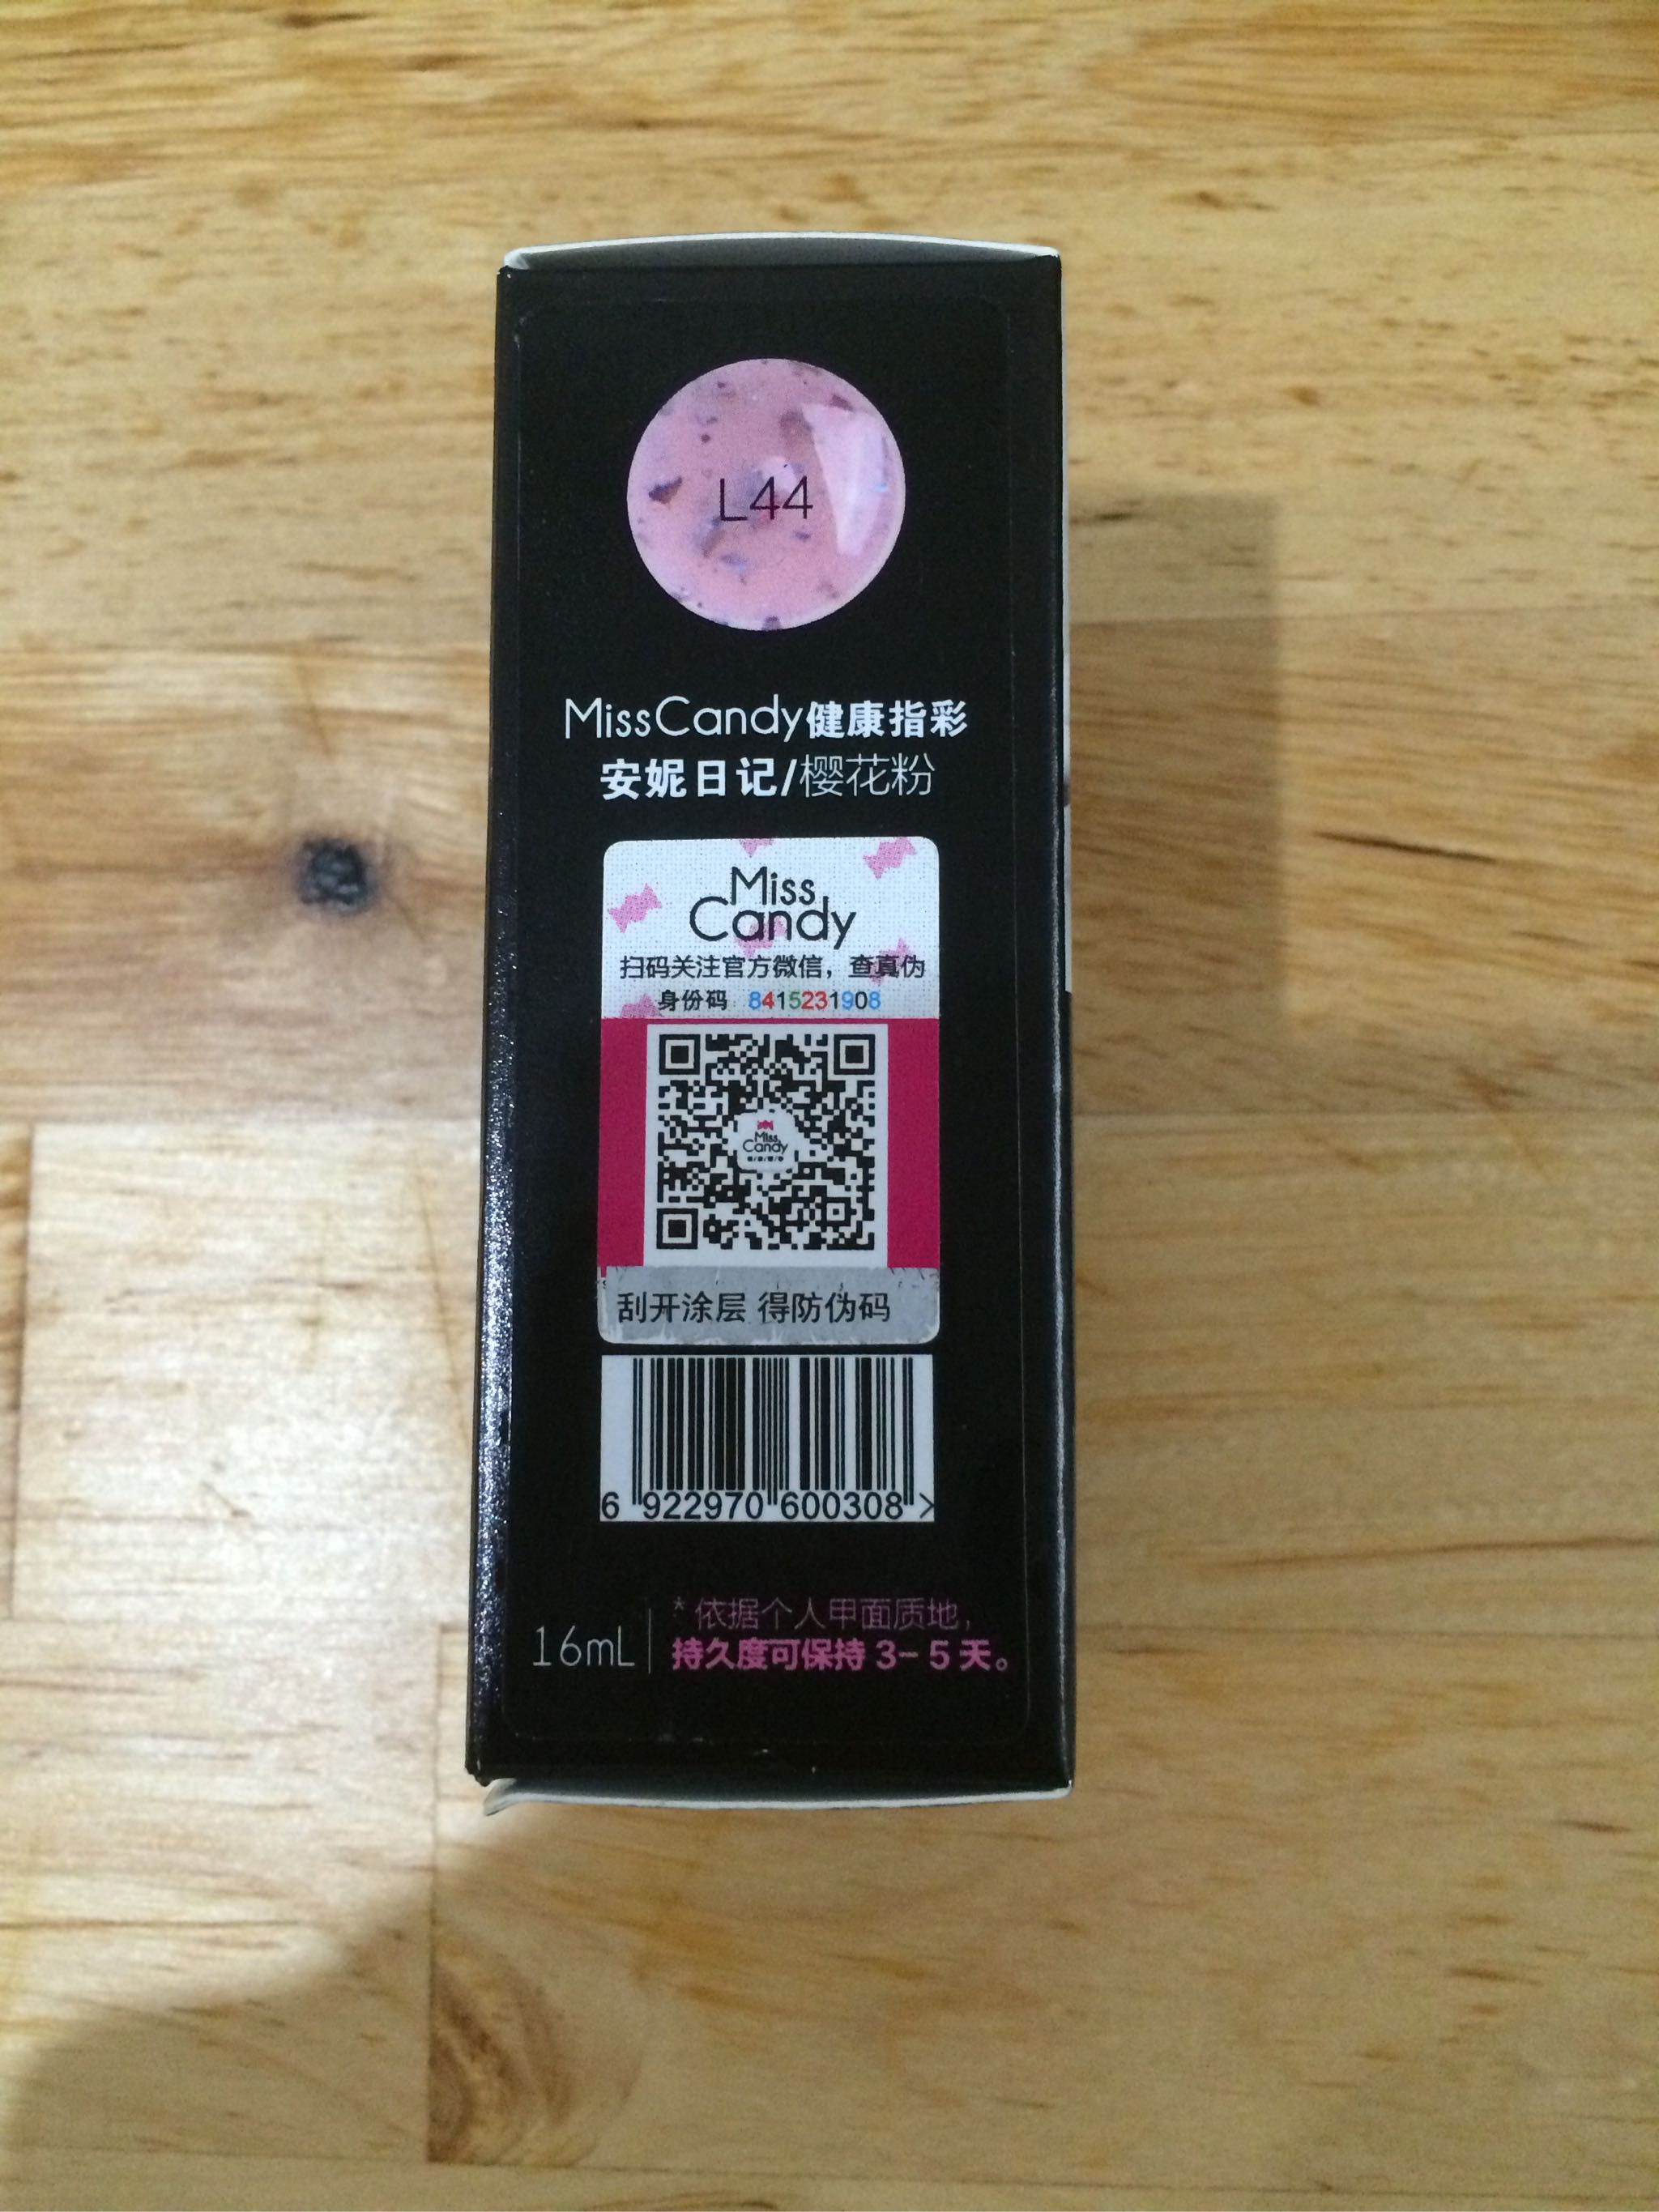 L44
MissCandy健康指彩
安妮日记/樱花粉
Miss
Candy
扫码关注官方微信，查真伪
身份码 8415231908
Miss
Candy
刮开涂层 得防伪码
6 922970 600308 >
16mL
*依据个人甲面质地，
持久度可保持 3-5 天。